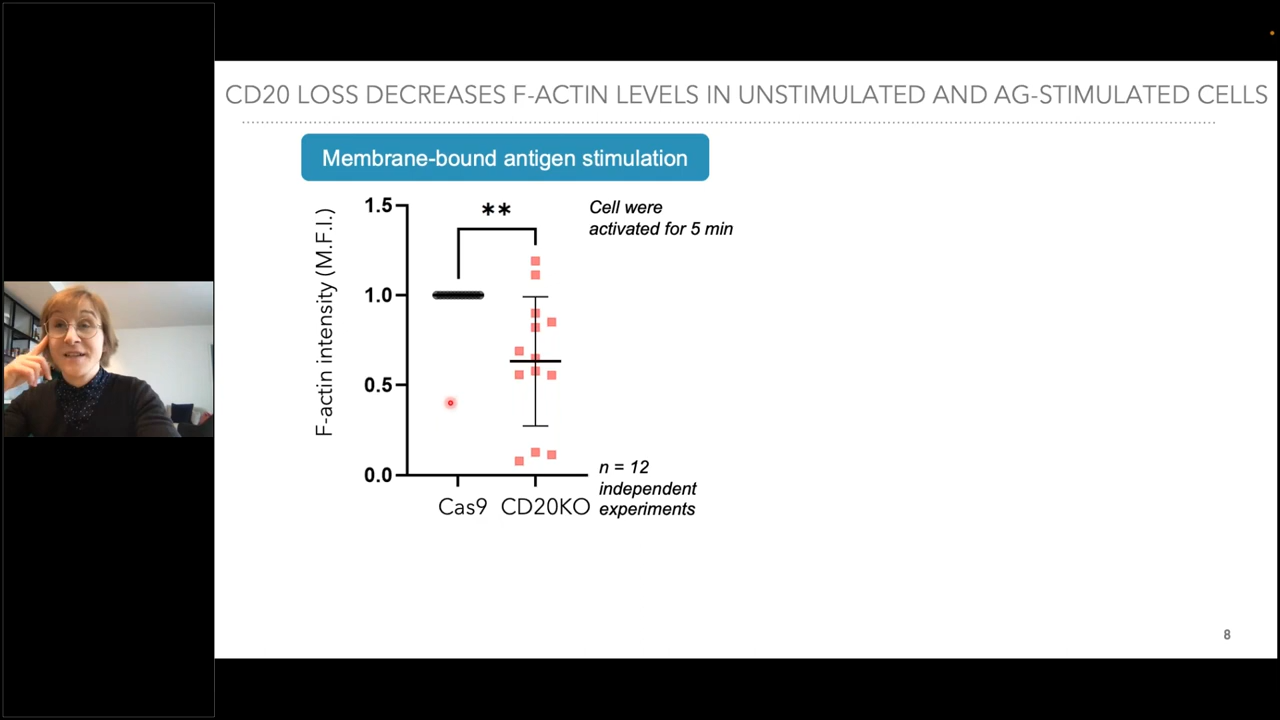 CD20 LOSS DECREASES F-ACTIN LEVELS IN UNSTIMULATED AND AG-STIMULATED CELLS
Membrane-bound antigen stimulation
F-actin intensity (M.F.I.)
1.5
1.0
0.5
0.0
**
Cell were
activated for 5 min
Cas9 CD20KO
n = 12
independent
experiments
8